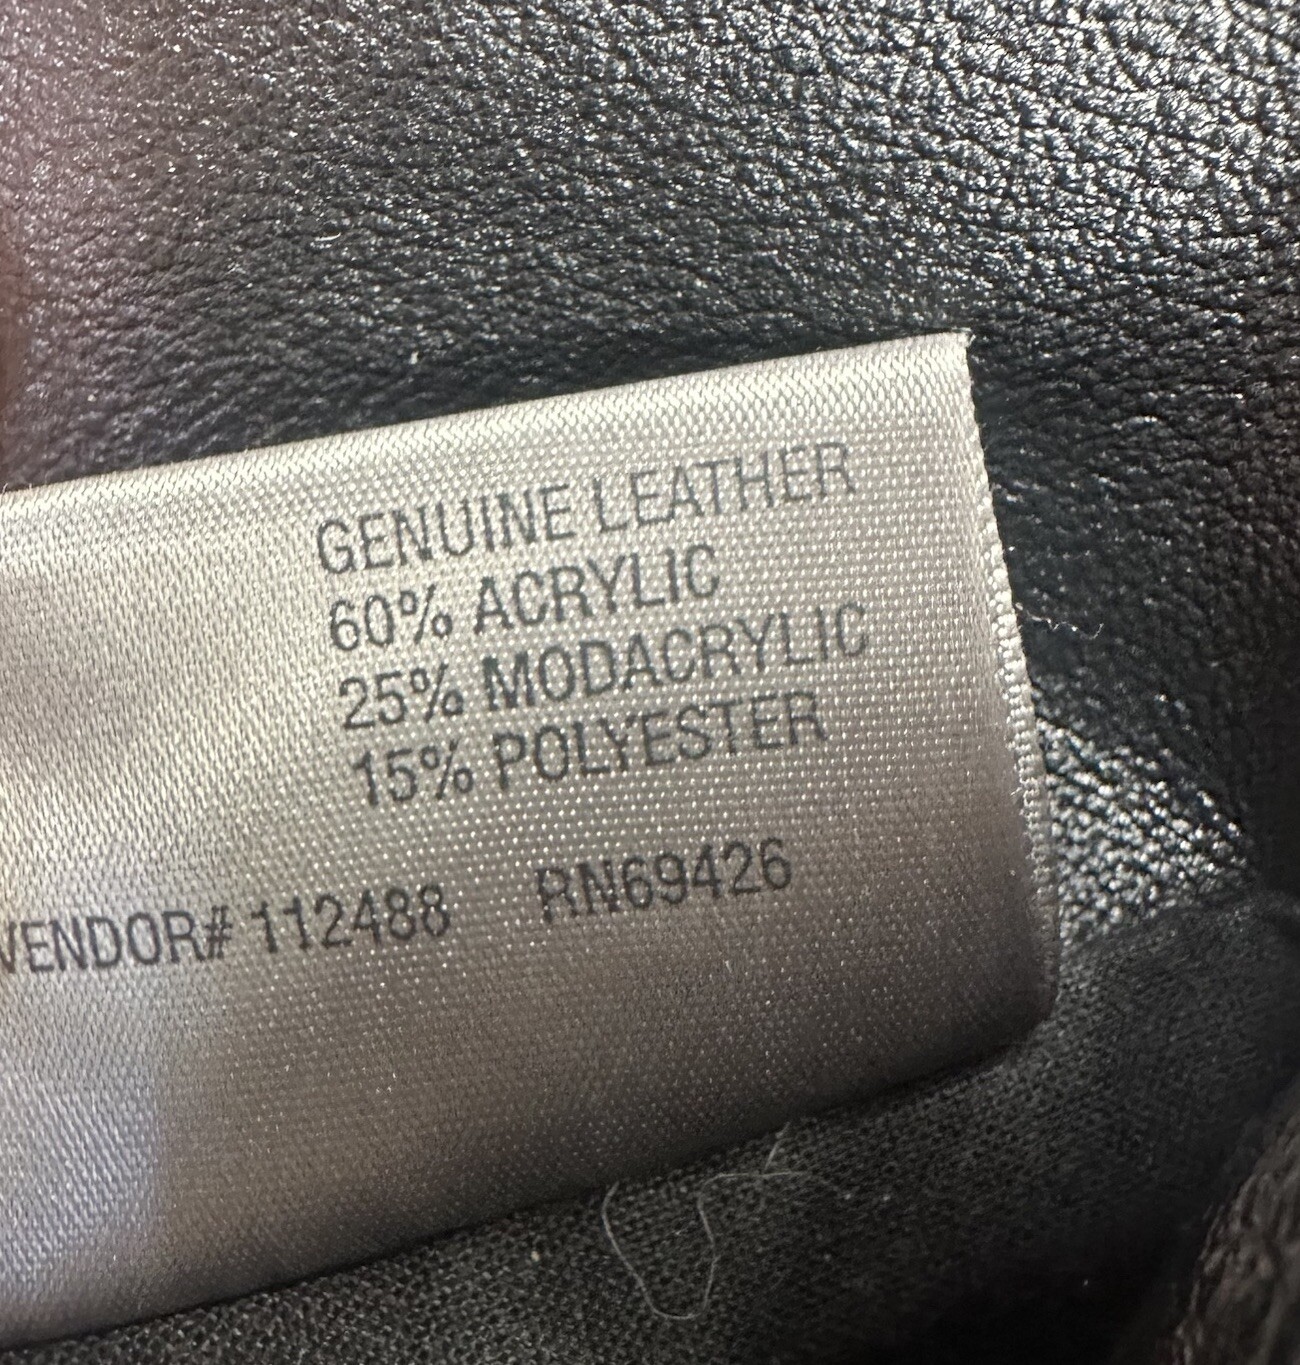 GENUINE LEATHER
60% ACRYLIC
25% MODACRYLIC
15% POLYESTER
VENDOR# 112488 RN69426